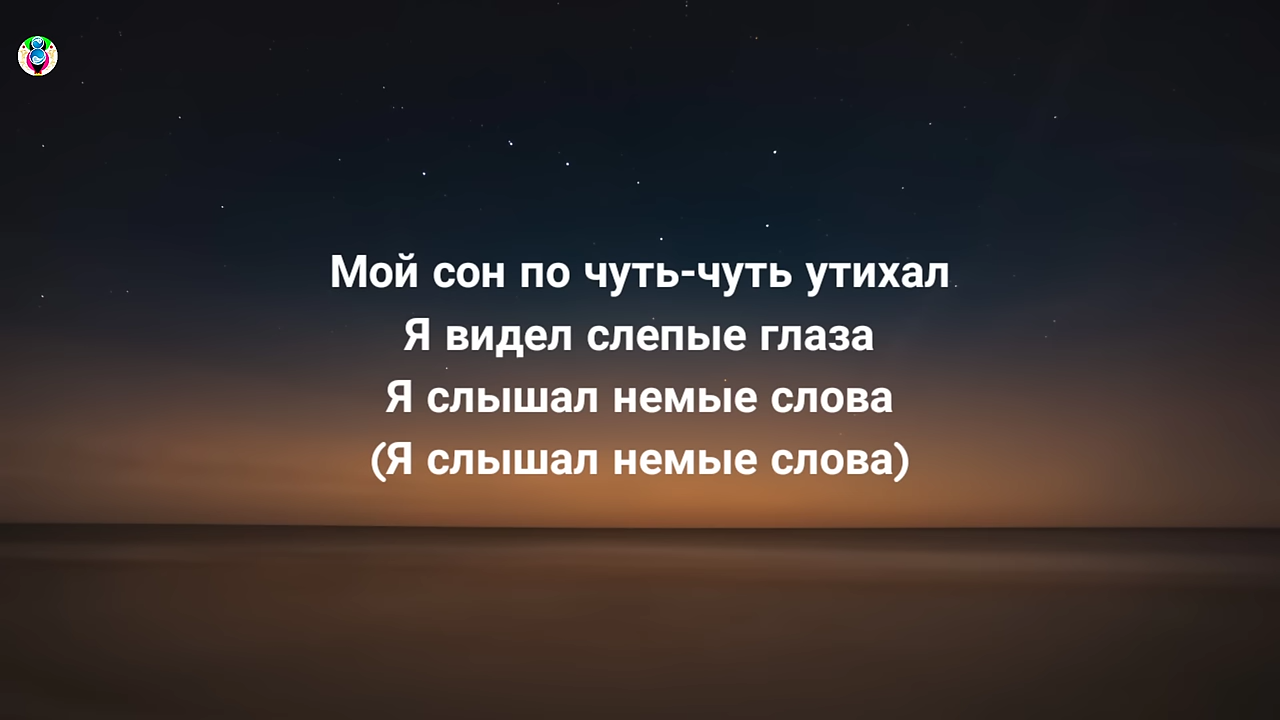 Мой сон по чуть-чуть утихал
Я видел слепые глаза
Я слышал немые слова
(Я слышал немые слова)